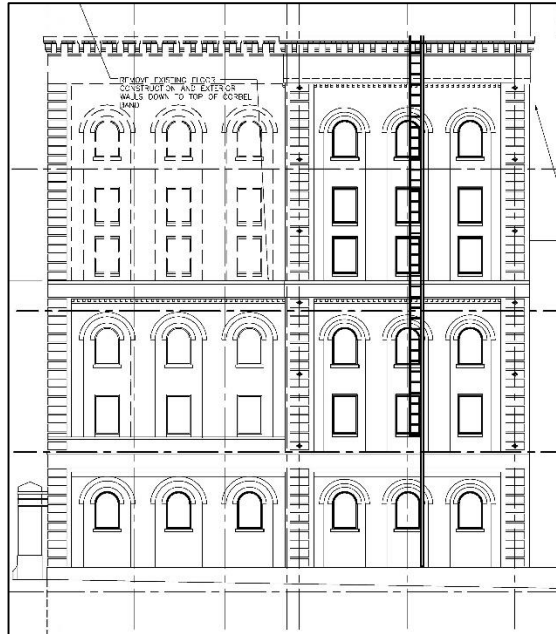 REMOVE EXISTING FLOOR
CONSTRUCTION AND EXTERIOR
WALLS DOWN TO TOP OF CORBEL
BAND